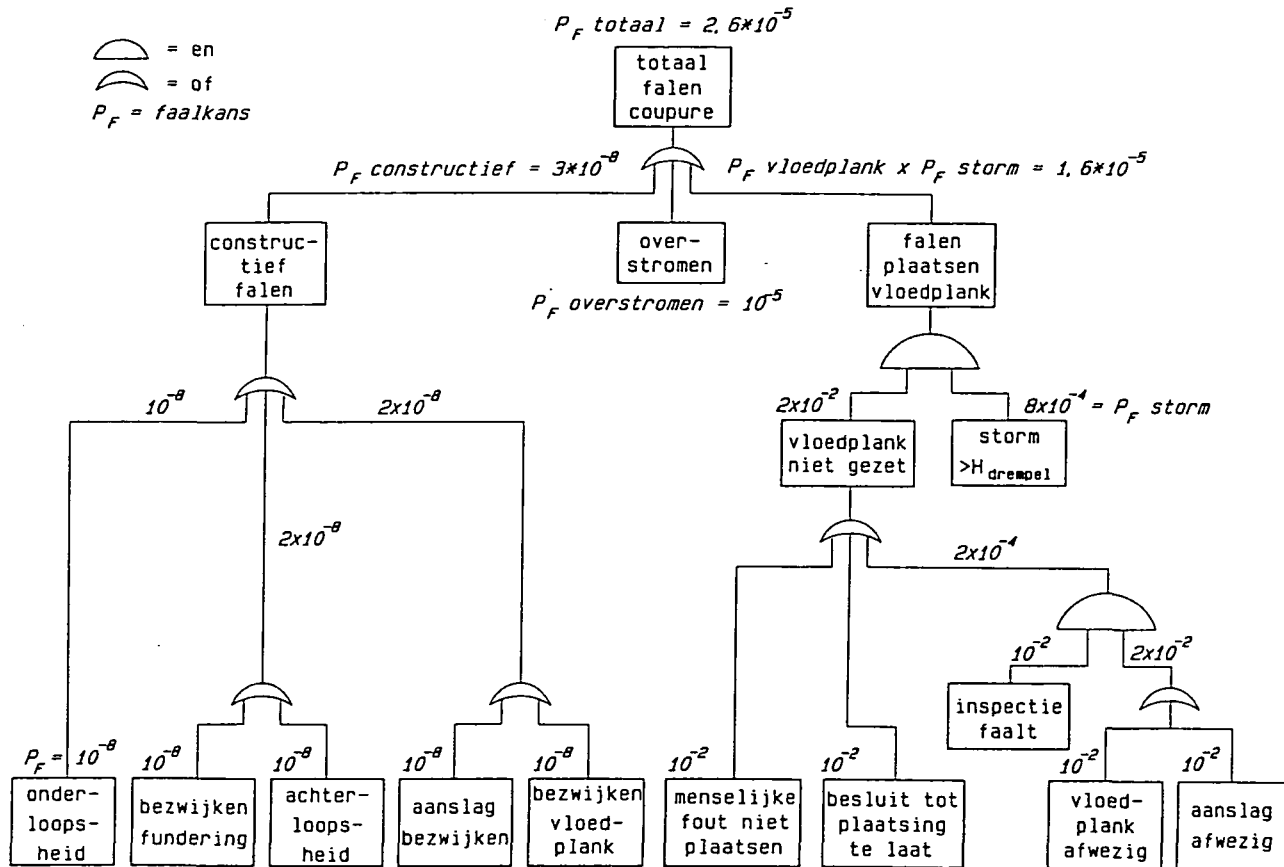 P_F totaal = 2,6*10^-5
= en
= of
P_F = faalkans
totaal
falen
coupure
P_F constructief = 3*10^-8
P_F vloedplank x P_F storm = 1,6*10^-5
construc-
tief
falen
over-
stromen
falen
plaatsen
vloedplank
P_F overstromen = 10^-5
10^-8
2x10^-8
2x10^-2
8x10^-4 = P_F storm
vloedplank
niet gezet
storm
>H_drempel
2x10^-8
2x10^-4
10^-2
2x10^-2
inspectie
faalt
P_F = 10^-8
10^-8
10^-8
10^-8
10^-8
10^-2
10^-2
10^-2
10^-2
onder-
loops-
heid
bezwijken
fundering
achter-
loops-
heid
aanslag
bezwijken
bezwijken
vloed-
plank
menselijke
fout niet
plaatsen
besluit tot
plaatsing
te laat
vloed-
plank
afwezig
aanslag
afwezig